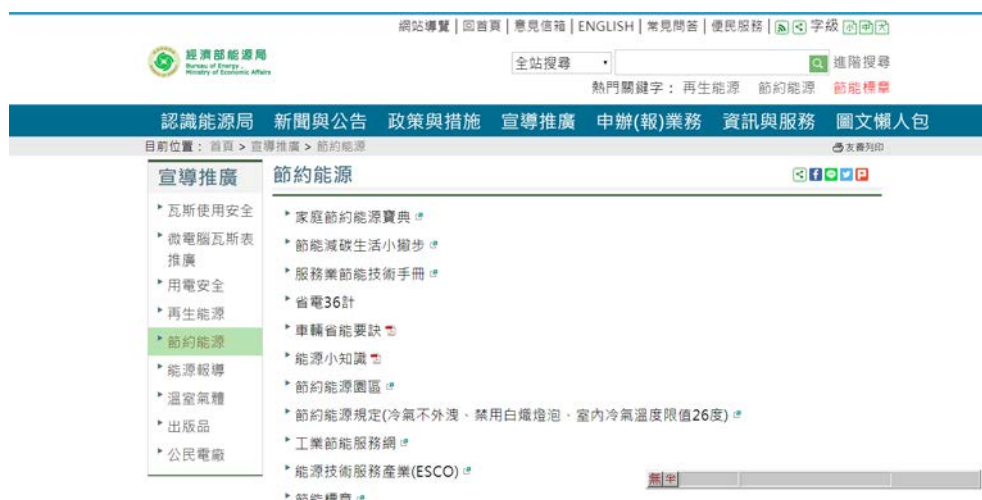 網站導覽 | 回首頁 | 意見信箱 | ENGLISH | 常見問答 | 便民服務 | 字級 小 中 大
經濟部能源局
Bureau of Energy,
Ministry of Economic Affairs
全站搜尋 進階搜尋
熱門關鍵字： 再生能源 節約能源 節能標章
認識能源局 新聞與公告 政策與措施 宣導推廣 申辦(報)業務 資訊與服務 圖文懶人包
目前位置： 首頁 > 宣導推廣 > 節約能源 友善列印
宣導推廣
瓦斯使用安全
微電腦瓦斯表
推廣
用電安全
再生能源
節約能源
能源報導
溫室氣體
出版品
公民電廠
節約能源
家庭節約能源寶典
節能減碳生活小撇步
服務業節能技術手冊
省電36計
車輛省能要訣
能源小知識
節約能源園區
節約能源規定(冷氣不外洩、禁用白熾燈泡、室內冷氣溫度限值26度)
工業節能服務網
能源技術服務產業(ESCO)
節能標章
無 半